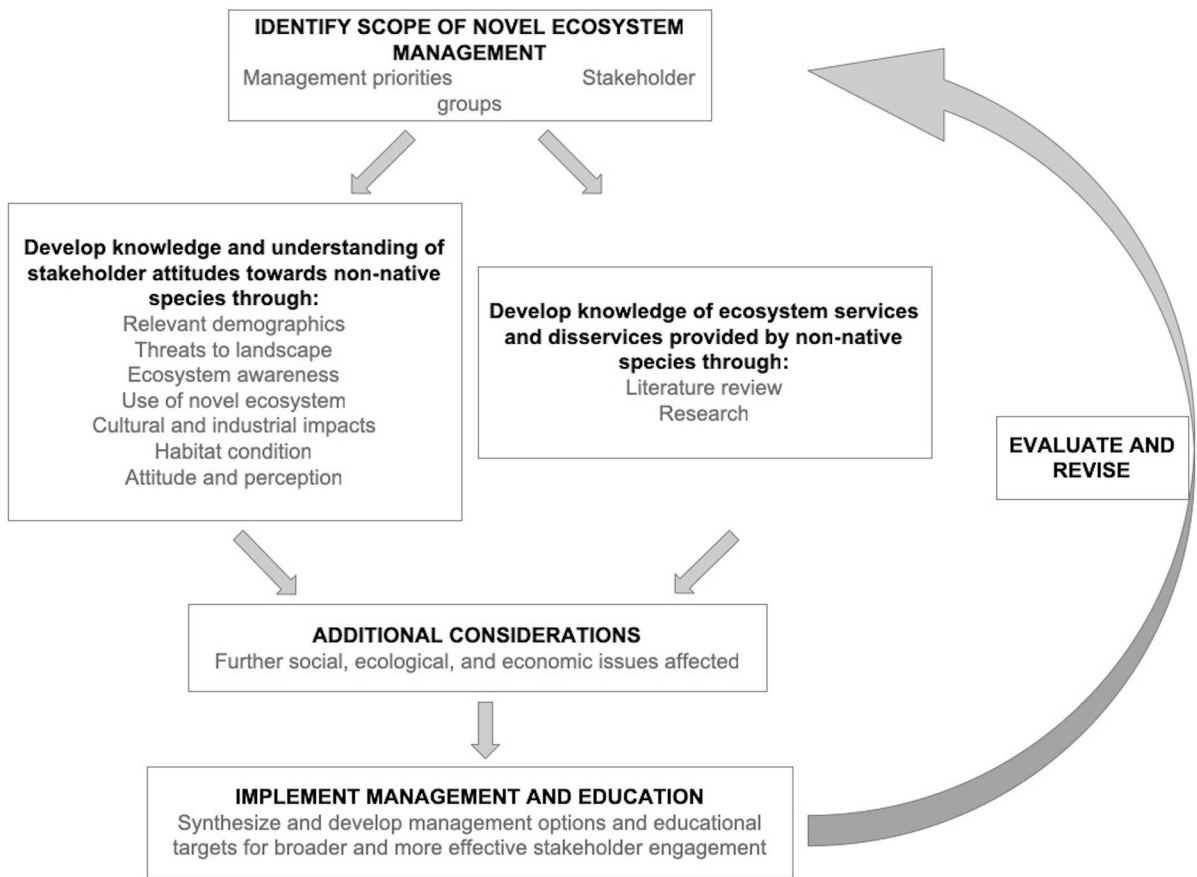 IDENTIFY SCOPE OF NOVEL ECOSYSTEM
MANAGEMENT
Management priorities Stakeholder
groups
Develop knowledge and understanding of
stakeholder attitudes towards non-native
species through:
Relevant demographics
Threats to landscape
Ecosystem awareness
Use of novel ecosystem
Cultural and industrial impacts
Habitat condition
Attitude and perception
Develop knowledge of ecosystem services
and disservices provided by non-native
species through:
Literature review
Research
EVALUATE AND
REVISE
ADDITIONAL CONSIDERATIONS
Further social, ecological, and economic issues affected
IMPLEMENT MANAGEMENT AND EDUCATION
Synthesize and develop management options and educational
targets for broader and more effective stakeholder engagement